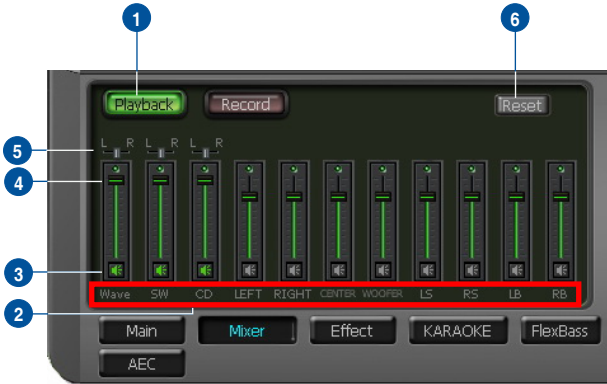 1
6
Playback Record Reset
5
L R L R L R
4
3
Wave SW CD LEFT RIGHT CENTER WOOFER LS RS LB RB
2
Main Mixer Effect KARAOKE FlexBass
AEC